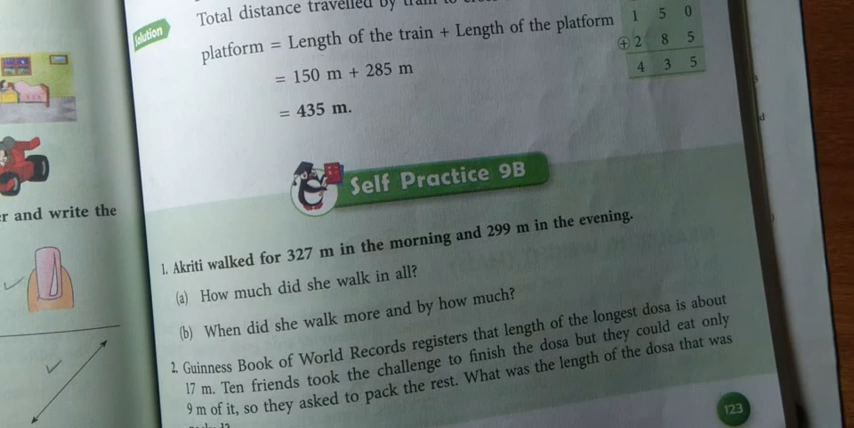 r and write the
Solution
Total distance travelled by train to
platform = Length of the train + Length of the platform
= 150 m + 285 m
= 435 m.
1 5 0
+ 2 8 5
4 3 5
Self Practice 9B
1. Akriti walked for 327 m in the morning and 299 m in the evening.
(a) How much did she walk in all?
(b) When did she walk more and by how much?
2. Guinness Book of World Records registers that length of the longest dosa is about
17 m. Ten friends took the challenge to finish the dosa but they could eat only
9 m of it, so they asked to pack the rest. What was the length of the dosa that was
123